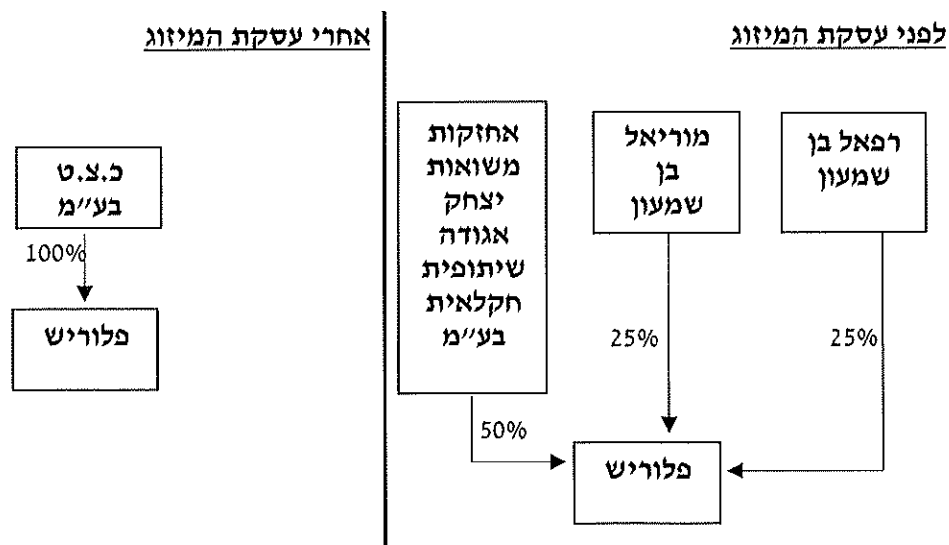 לפני עסקת המיזוג
רפאל בן
שמעון
מוריאל
בן
שמעון
אחזקות
משואות
יצחק
אגודה
שיתופית
חקלאית
בע״מ
25%
25%
50%
פלוריש
אחרי עסקת המיזוג
כ.צ.ט
בע״מ
100%
פלוריש